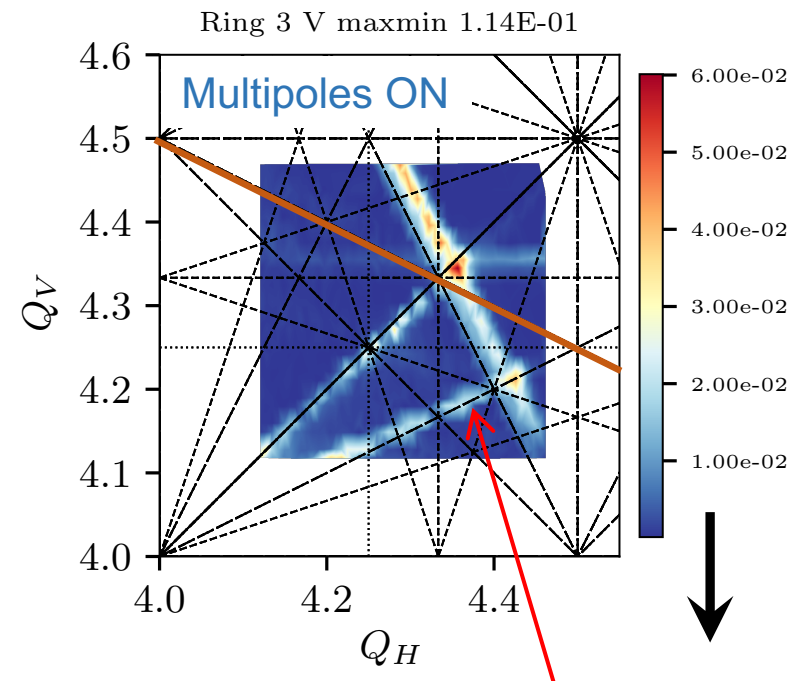 Ring 3 V maxmin 1.14E-01
Multipoles ON
4.6
4.5
4.4
4.3
4.2
4.1
4.0
Q_V
4.0
4.2
4.4
Q_H
6.00e-02
5.00e-02
4.00e-02
3.00e-02
2.00e-02
1.00e-02